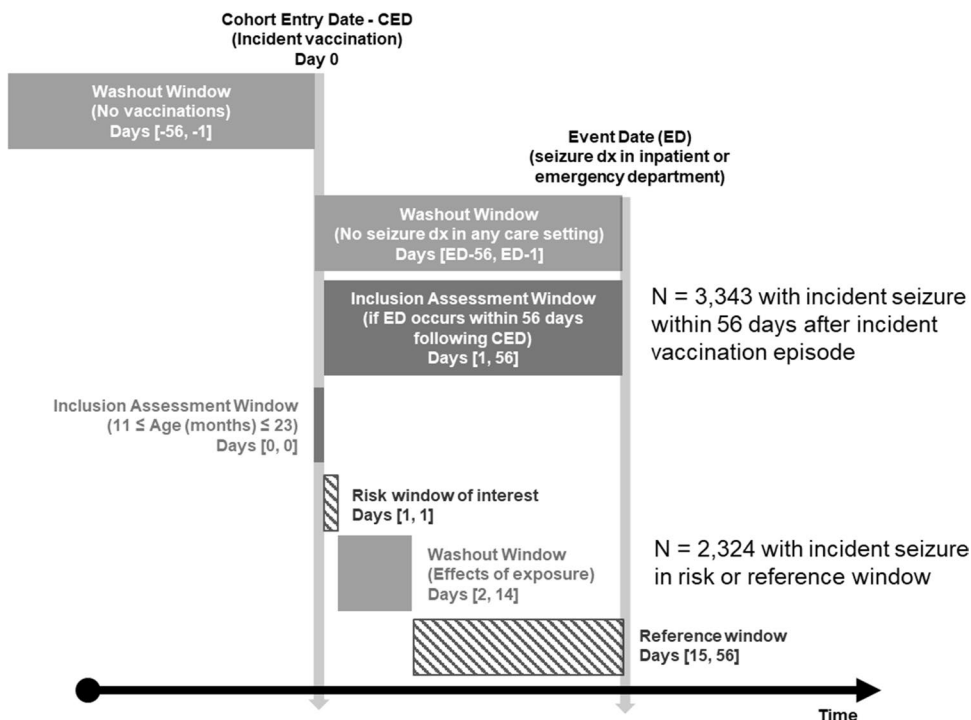 Cohort Entry Date - CED
(Incident vaccination)
Day 0
Washout Window
(No vaccinations)
Days [-56, -1]
Event Date (ED)
(seizure dx in inpatient or
emergency department)
Washout Window
(No seizure dx in any care setting)
Days [ED-56, ED-1]
Inclusion Assessment Window
(if ED occurs within 56 days
following CED)
Days [1, 56]
N = 3,343 with incident seizure
within 56 days after incident
vaccination episode
Inclusion Assessment Window
(11 ≤ Age (months) ≤ 23)
Days [0, 0]
Risk window of interest
Days [1, 1]
Washout Window
(Effects of exposure)
Days [2, 14]
N = 2,324 with incident seizure
in risk or reference window
Reference window
Days [15, 56]
Time